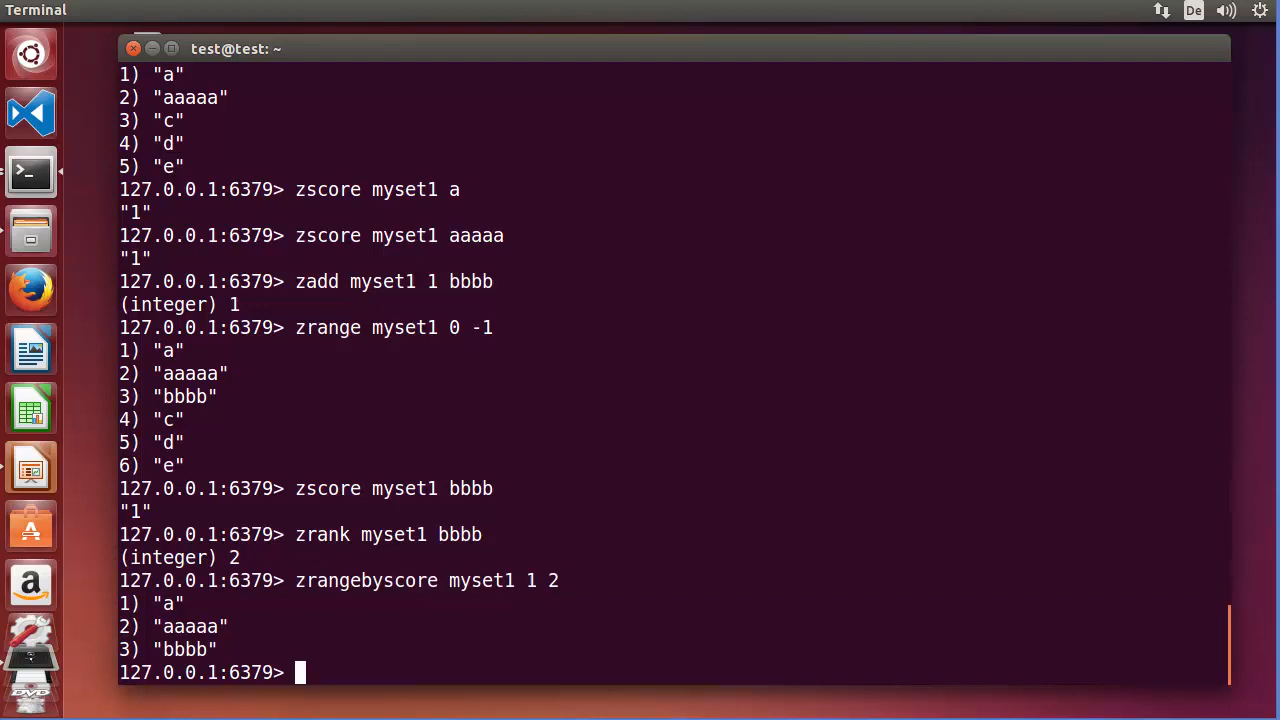 Terminal
De
test@test: ~
1) "a"
2) "aaaaa"
3) "c"
4) "d"
5) "e"
127.0.0.1:6379> zscore myset1 a
"1"
127.0.0.1:6379> zscore myset1 aaaaa
"1"
127.0.0.1:6379> zadd myset1 1 bbbb
(integer) 1
127.0.0.1:6379> zrange myset1 0 -1
1) "a"
2) "aaaaa"
3) "bbbb"
4) "c"
5) "d"
6) "e"
127.0.0.1:6379> zscore myset1 bbbb
"1"
127.0.0.1:6379> zrank myset1 bbbb
(integer) 2
127.0.0.1:6379> zrangebyscore myset1 1 2
1) "a"
2) "aaaaa"
3) "bbbb"
127.0.0.1:6379>